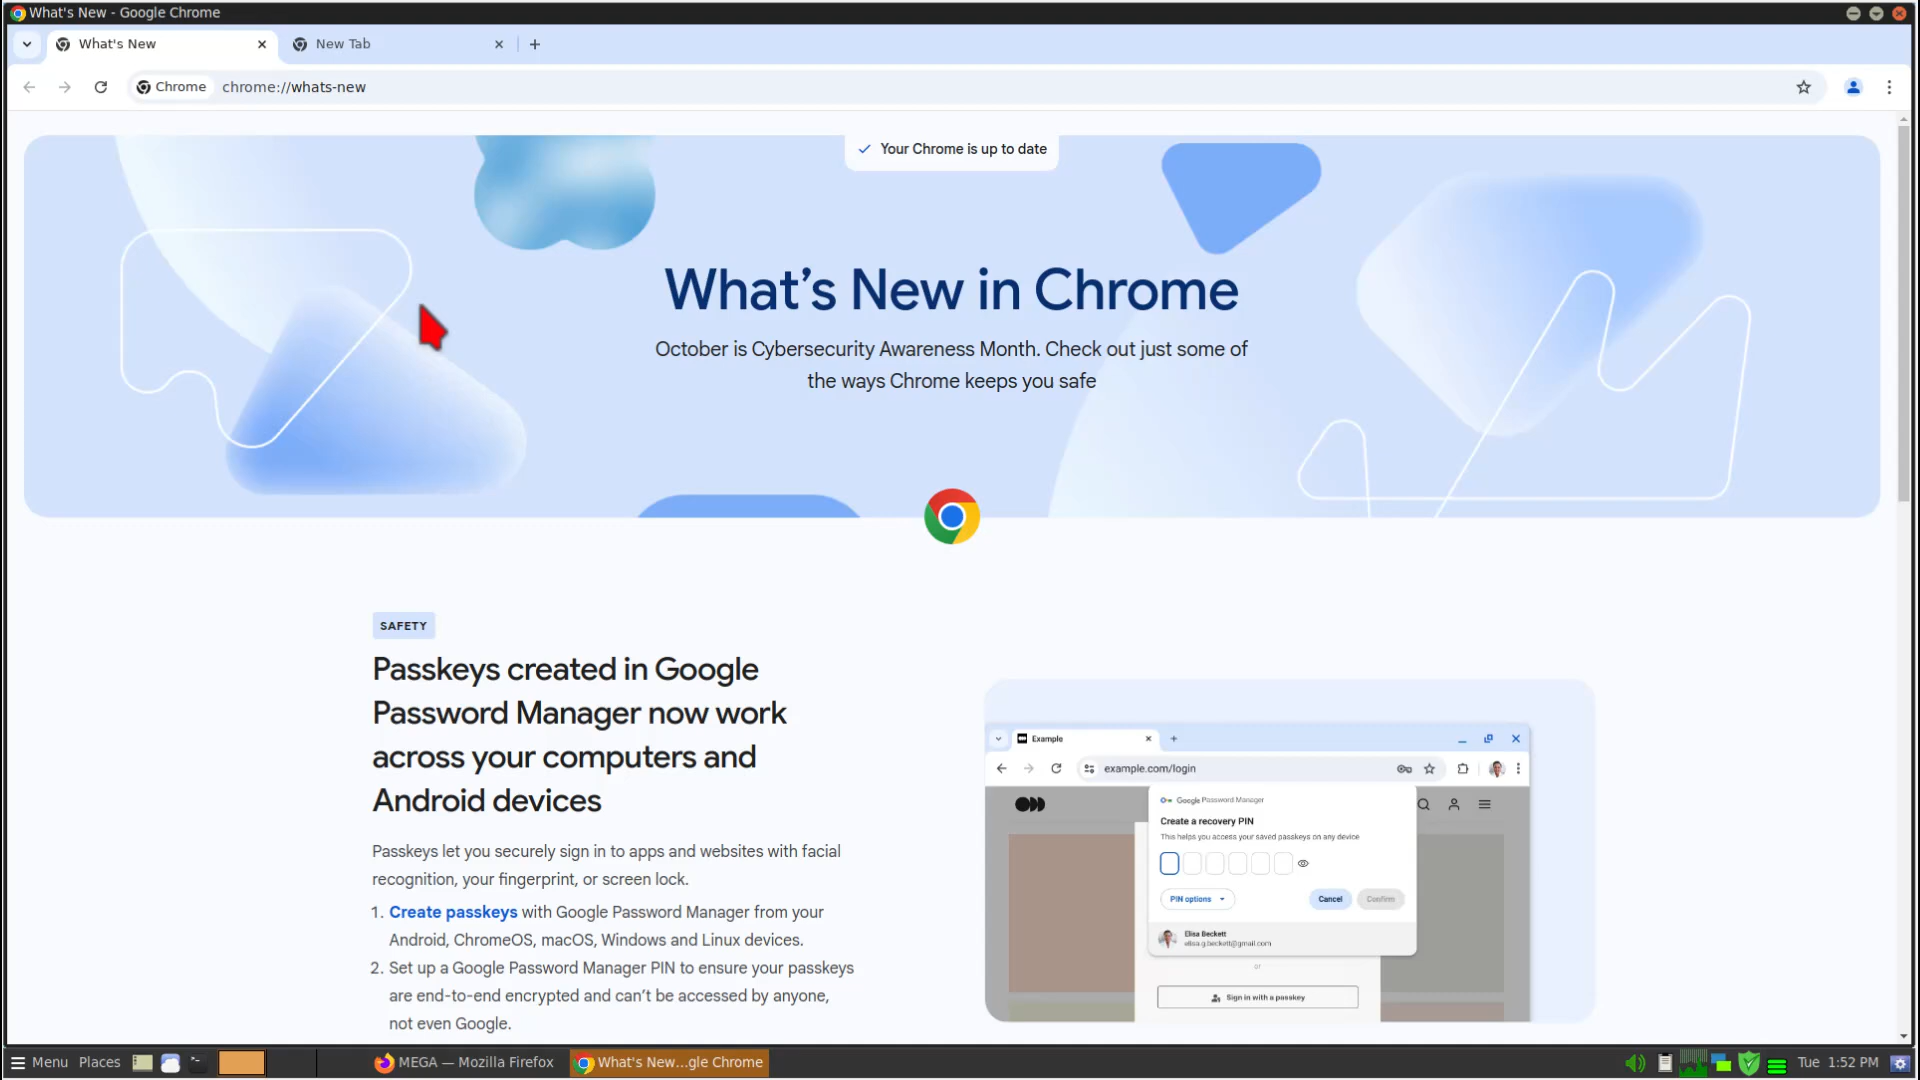 What's New - Google Chrome
What's New
New Tab
Chrome
chrome://whats-new
Your Chrome is up to date
What's New in Chrome
October is Cybersecurity Awareness Month. Check out just some of
the ways Chrome keeps you safe
SAFETY
Passkeys created in Google
Password Manager now work
across your computers and
Android devices
Passkeys let you securely sign in to apps and websites with facial
recognition, your fingerprint, or screen lock.
1. Create passkeys with Google Password Manager from your
Android, ChromeOS, macOS, Windows and Linux devices.
2. Set up a Google Password Manager PIN to ensure your passkeys
are end-to-end encrypted and can't be accessed by anyone,
not even Google.
Example
example.com/login
Google Password Manager
Create a recovery PIN
This helps you access your saved passkeys on any device
PIN options
Cancel
Confirm
Elisa Beckett
elisa.g.beckett@gmail.com
or
Sign in with a passkey
Menu
Places
MEGA — Mozilla Firefox
What's New...gle Chrome
Tue 1:52 PM